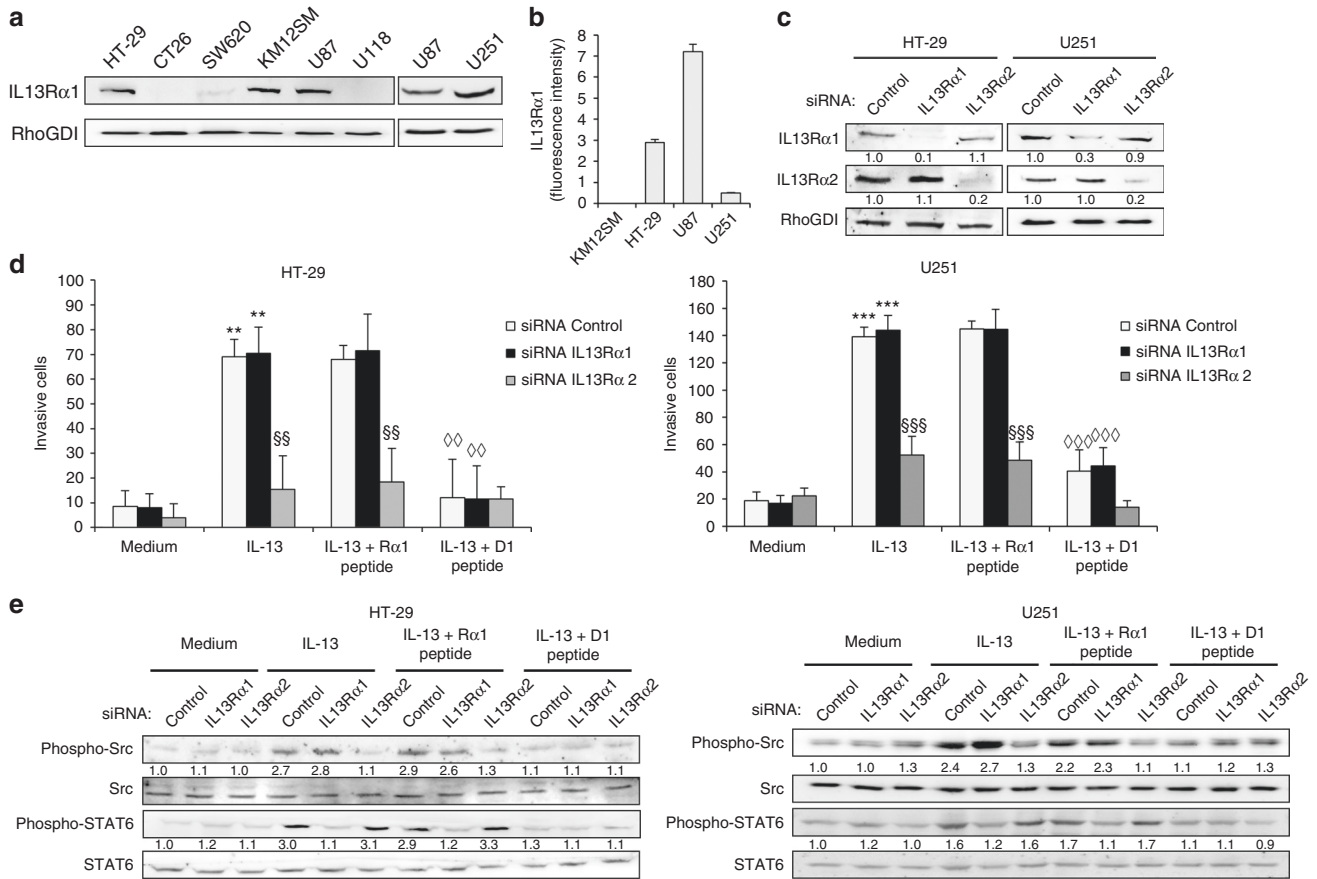 a
HT-29 CT26 SW620 KM12SM U87 U118 U87 U251
IL13Rα1
RhoGDI
b
IL13Rα1
(fluorescence intensity)
8
7
6
5
4
3
2
1
0
KM12SM HT-29 U87 U251
c
HT-29 U251
siRNA: Control IL13Rα1 IL13Rα2 Control IL13Rα1 IL13Rα2
IL13Rα1
1.0 0.1 1.1 1.0 0.3 0.9
IL13Rα2
1.0 1.1 0.2 1.0 1.0 0.2
RhoGDI
d
HT-29
Invasive cells
100
90
80
70
60
50
40
30
20
10
0
** ** §§ §§ ◊◊ ◊◊
siRNA Control
siRNA IL13Rα1
siRNA IL13Rα 2
Medium IL-13 IL-13 + Rα1 IL-13 + D1
peptide peptide
U251
Invasive cells
180
160
140
120
100
80
60
40
20
0
*** *** §§§ §§§ ◊◊◊ ◊◊◊
siRNA Control
siRNA IL13Rα1
siRNA IL13Rα 2
Medium IL-13 IL-13 + Rα1 IL-13 + D1
peptide peptide
e
HT-29
Medium IL-13 IL-13 + Rα1 IL-13 + D1
peptide peptide
siRNA: Control IL13Rα1 IL13Rα2 Control IL13Rα1 IL13Rα2 Control IL13Rα1 IL13Rα2 Control IL13Rα1 IL13Rα2
Phospho-Src
1.0 1.1 1.0 2.7 2.8 1.1 2.9 2.6 1.3 1.1 1.1 1.1
Src
Phospho-STAT6
1.0 1.2 1.1 3.0 1.1 3.1 2.9 1.2 3.3 1.3 1.1 1.1
STAT6
U251
Medium IL-13 IL-13 + Rα1 IL-13 + D1
peptide peptide
siRNA: Control IL13Rα1 IL13Rα2 Control IL13Rα1 IL13Rα2 Control IL13Rα1 IL13Rα2 Control IL13Rα1 IL13Rα2
Phospho-Src
1.0 1.0 1.3 2.4 2.7 1.3 2.2 2.3 1.1 1.1 1.2 1.3
Src
Phospho-STAT6
1.0 1.2 1.0 1.6 1.2 1.6 1.7 1.1 1.7 1.1 1.1 0.9
STAT6